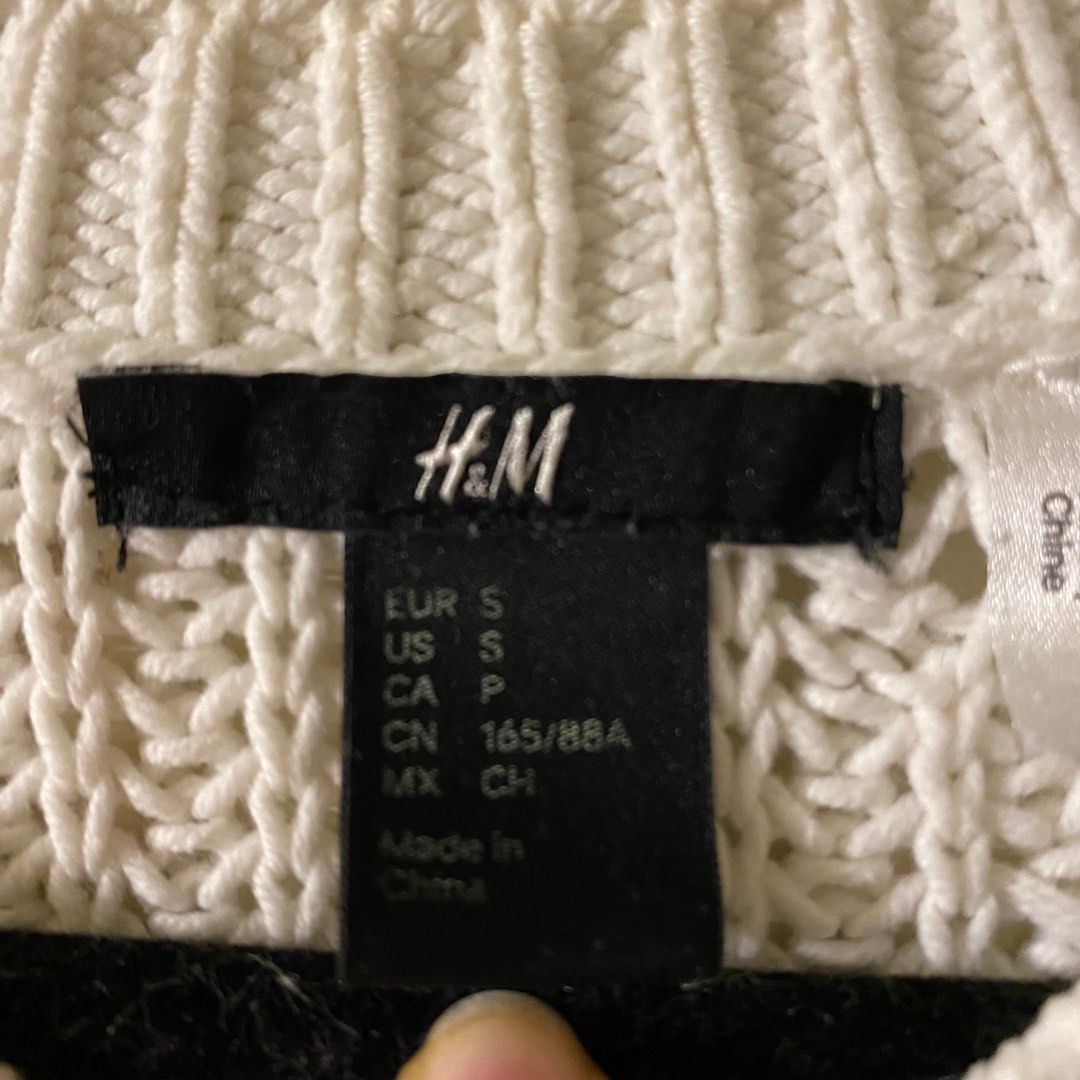 H&M
EUR S
US S
CA P
CN 165/88A
MX CH
Made in
China
Chine